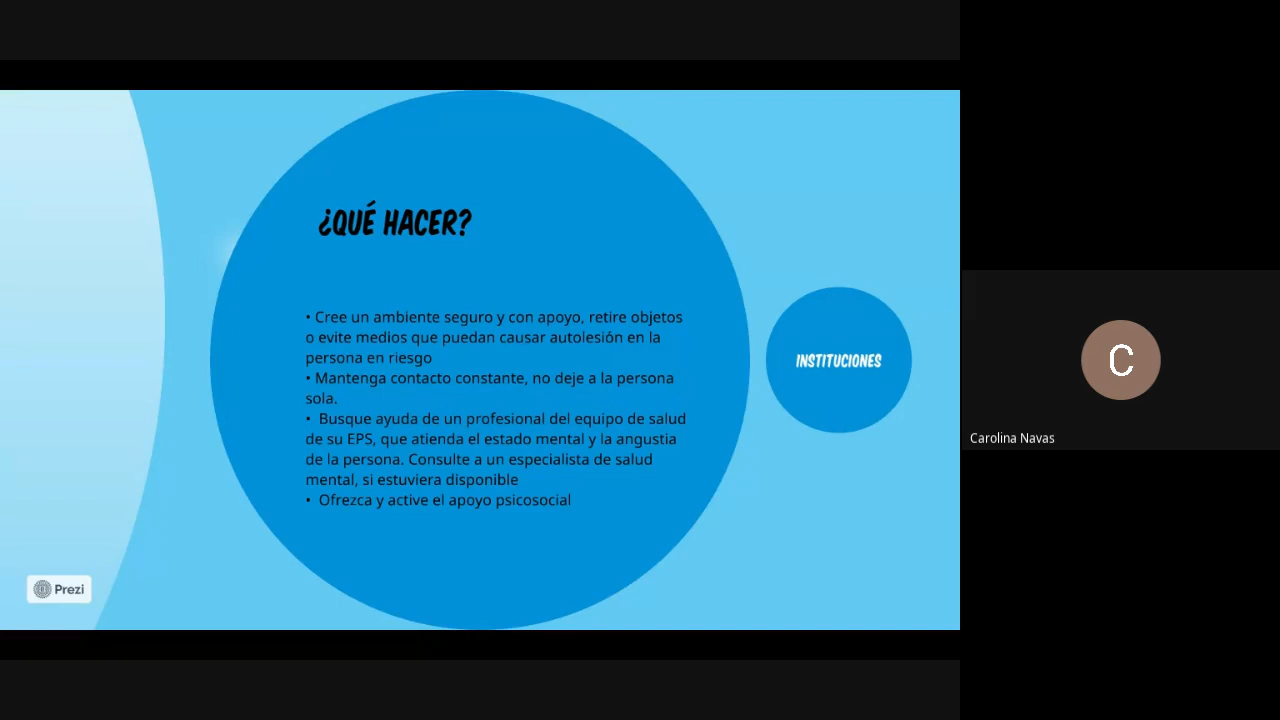 ¿QUÉ HACER?
• Cree un ambiente seguro y con apoyo, retire objetos
o evite medios que puedan causar autolesión en la
persona en riesgo
• Mantenga contacto constante, no deje a la persona
sola.
•  Busque ayuda de un profesional del equipo de salud
de su EPS, que atienda el estado mental y la angustia
de la persona. Consulte a un especialista de salud
mental, si estuviera disponible
•  Ofrezca y active el apoyo psicosocial
INSTITUCIONES
Prezi
C
Carolina Navas